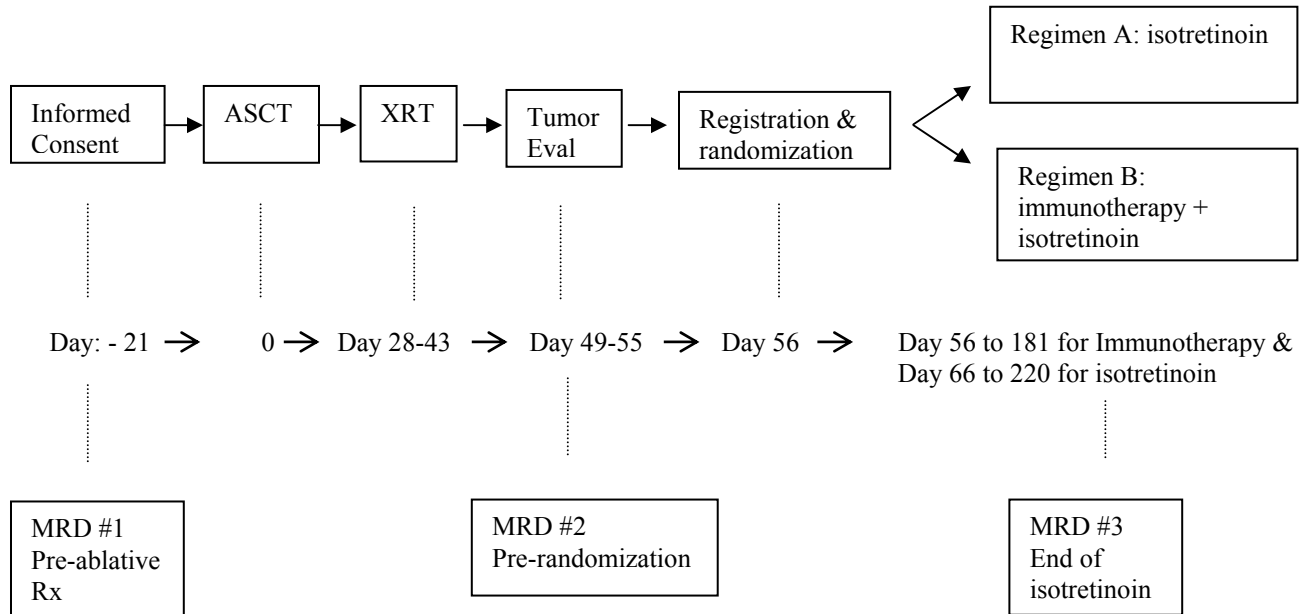 Regimen A: isotretinoin
Informed
Consent
ASCT
XRT
Tumor
Eval
Registration &
randomization
Regimen B:
immunotherapy +
isotretinoin
Day: - 21 → 0 → Day 28-43 → Day 49-55 → Day 56 → Day 56 to 181 for Immunotherapy &
Day 66 to 220 for isotretinoin
MRD #1
Pre-ablative
Rx
MRD #2
Pre-randomization
MRD #3
End of
isotretinoin